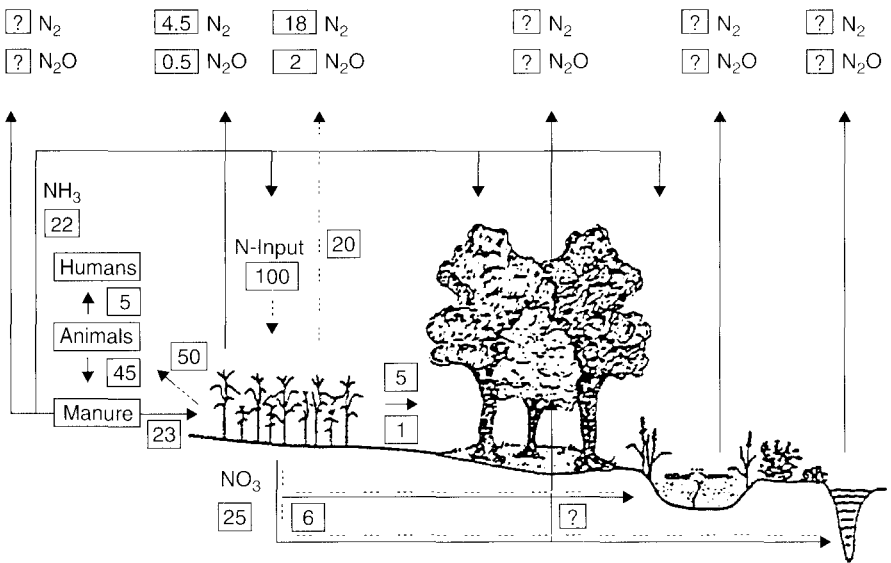 ? N₂ 4.5 N₂ 18 N₂ ? N₂ ? N₂ ? N₂
? N₂O 0.5 N₂O 2 N₂O ? N₂O ? N₂O ? N₂O
NH₃
22
N-Input
20
100
Humans
5
Animals
50
45
5
Manure
23
1
NO₃
25
6
?